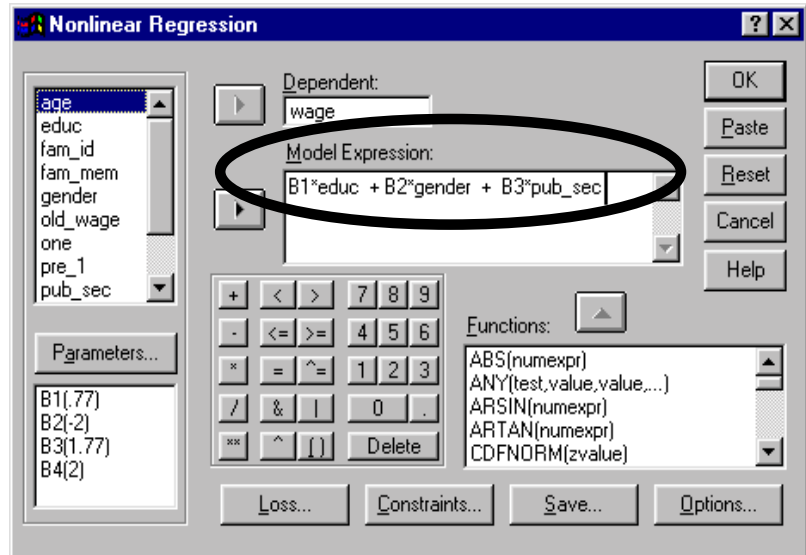 Nonlinear Regression
? X
age
educ
fam_id
fam_mem
gender
old_wage
one
pre_1
pub_sec
Parameters...
B1(.77)
B2(-2)
B3(1.77)
B4(2)
Dependent:
wage
Model Expression:
B1*educ + B2*gender + B3*pub_sec
+ < > 7 8 9
- <= >= 4 5 6
* = ^= 1 2 3
/ & | 0 .
** ^ () Delete
Functions:
ABS(numexpr)
ANY(test,value,value,...)
ARSIN(numexpr)
ARTAN(numexpr)
CDFNORM(zvalue)
OK
Paste
Reset
Cancel
Help
Loss... Constraints... Save... Options...